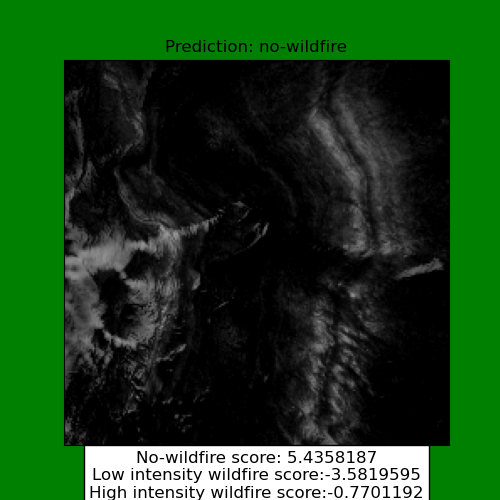 Prediction: no-wildfire
No-wildfire score: 5.4358187
Low intensity wildfire score:-3.5819595
High intensity wildfire score:-0.7701192